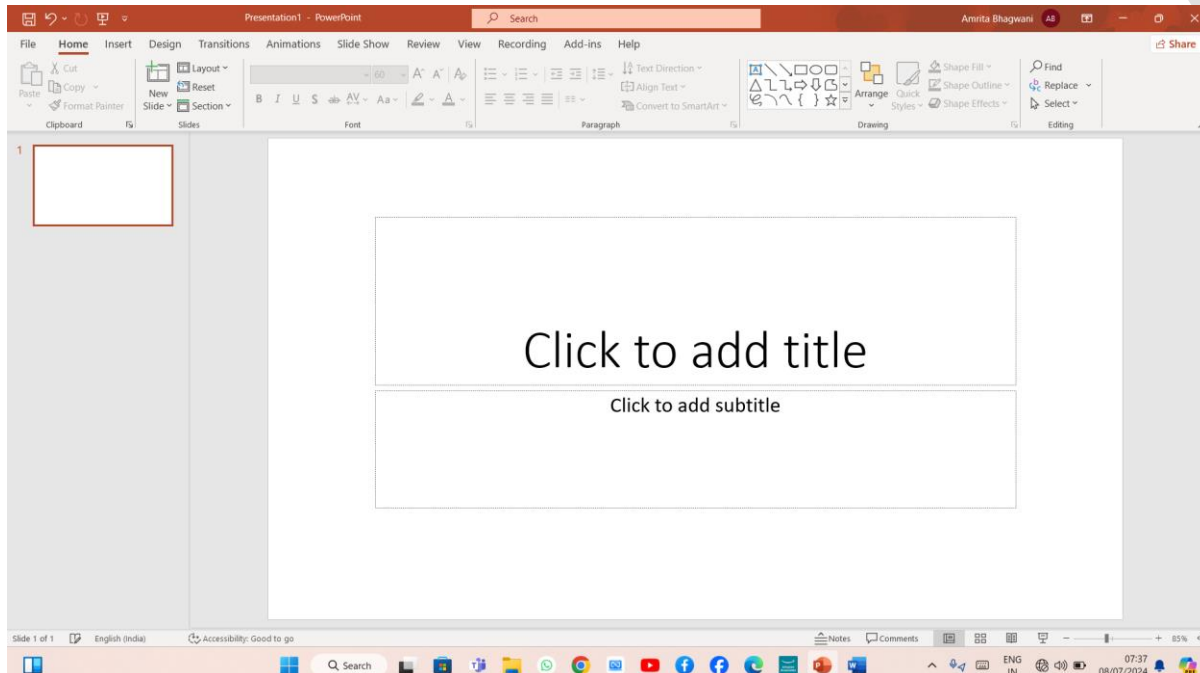 Presentation1 - PowerPoint
Search
Amrita Bhagwani AB
File Home Insert Design Transitions Animations Slide Show Review View Recording Add-ins Help
Share
Paste
Cut
Copy
Format Painter
Clipboard
New Slide
Layout
Reset
Section
Slides
60 A A A
B I U S ab AV Aa A
Font
Text Direction
Align Text
Convert to SmartArt
Paragraph
Arrange
Quick Styles
Shape Fill
Shape Outline
Shape Effects
Drawing
Find
Replace
Select
Editing
1
Click to add title
Click to add subtitle
Slide 1 of 1 English (India) Accessibility: Good to go
Notes Comments 85%
Search
ENG
IN
07:37
08/07/2024